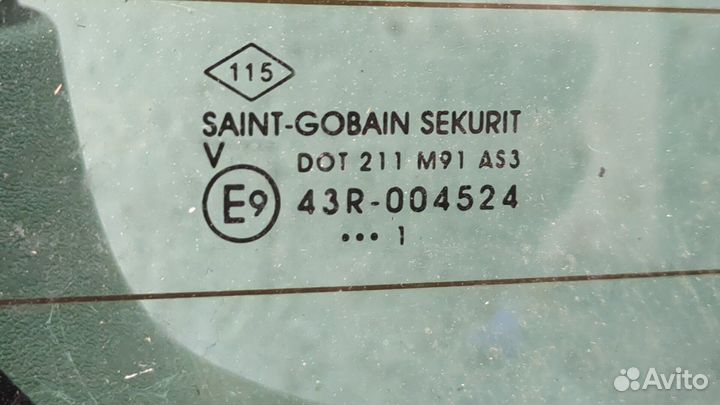 115
SAINT-GOBAIN SEKURIT
V DOT 211 M91 AS3
E9 43R-004524
••• 1
Avito